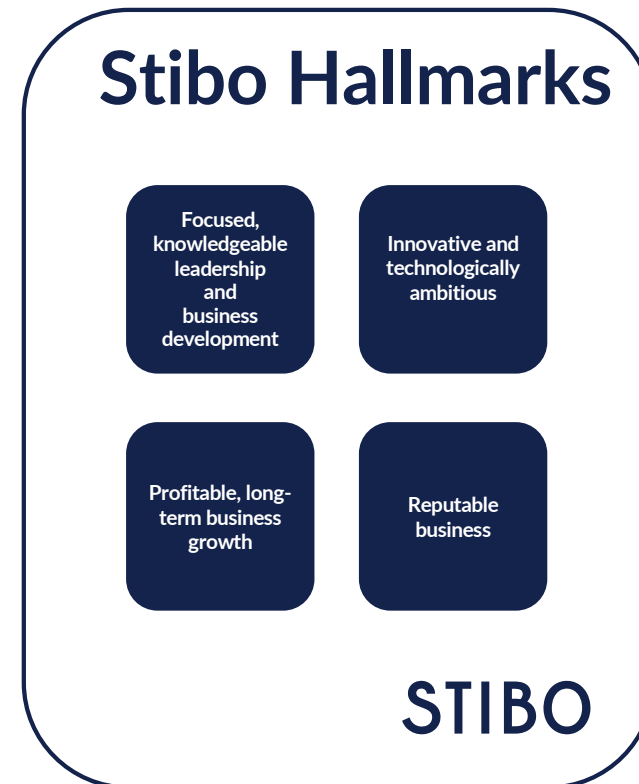 Stibo Hallmarks
Focused,
knowledgeable
leadership
and
business
development
Innovative and
technologically
ambitious
Profitable, long-
term business
growth
Reputable
business
STIBO